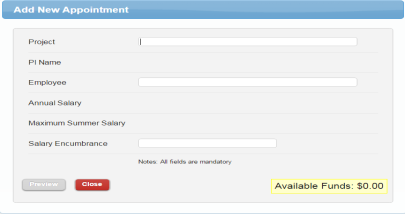 Add New Appointment
Project
PI Name
Employee
Annual Salary
Maximum Summer Salary
Salary Encumbrance
Notes: All fields are mandatory
Preview
Close
Available Funds: $0.00